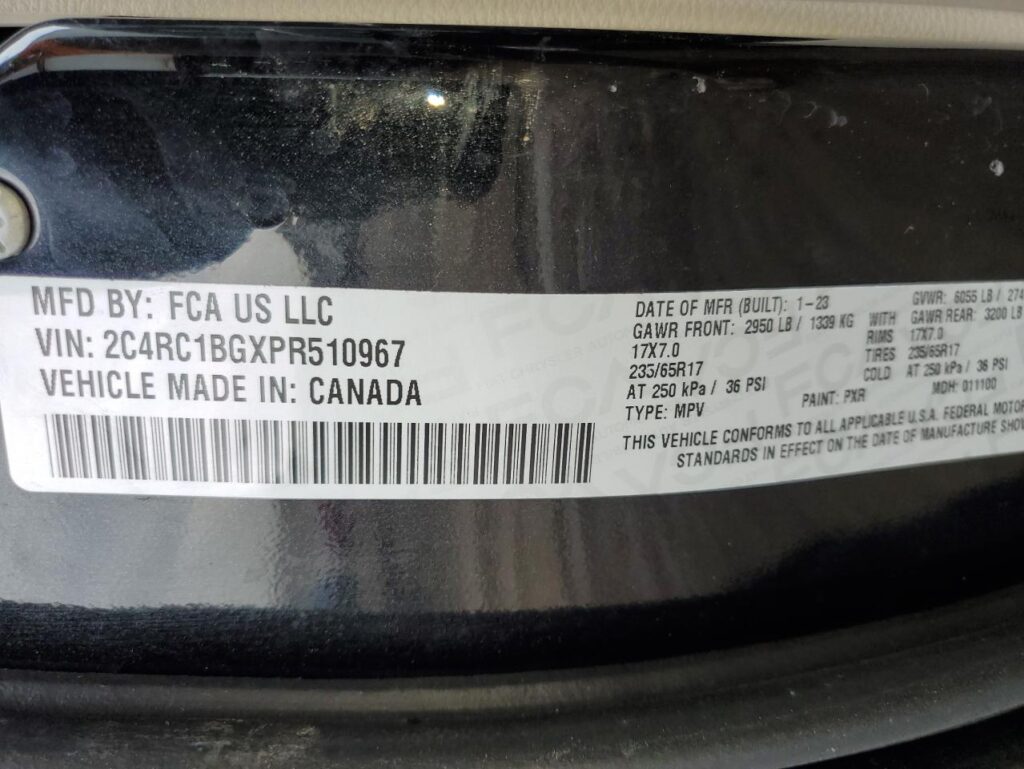 MFD BY: FCA US LLC
VIN: 2C4RC1BGXPR510967
VEHICLE MADE IN: CANADA
DATE OF MFR (BUILT): 1-23
GVWR: 6055 LB / 274
GAWR FRONT: 2950 LB / 1339 KG
WITH
GAWR REAR: 3200 LB
17X7.0
RIMS
17X7.0
235/65R17
TIRES
235/65R17
AT 250 kPa / 36 PSI
COLD
AT 250 kPa / 36 PSI
TYPE: MPV
PAINT: PXR
MDH: 011100
THIS VEHICLE CONFORMS TO ALL APPLICABLE U.S.A. FEDERAL MOTOR
STANDARDS IN EFFECT ON THE DATE OF MANUFACTURE SHOW